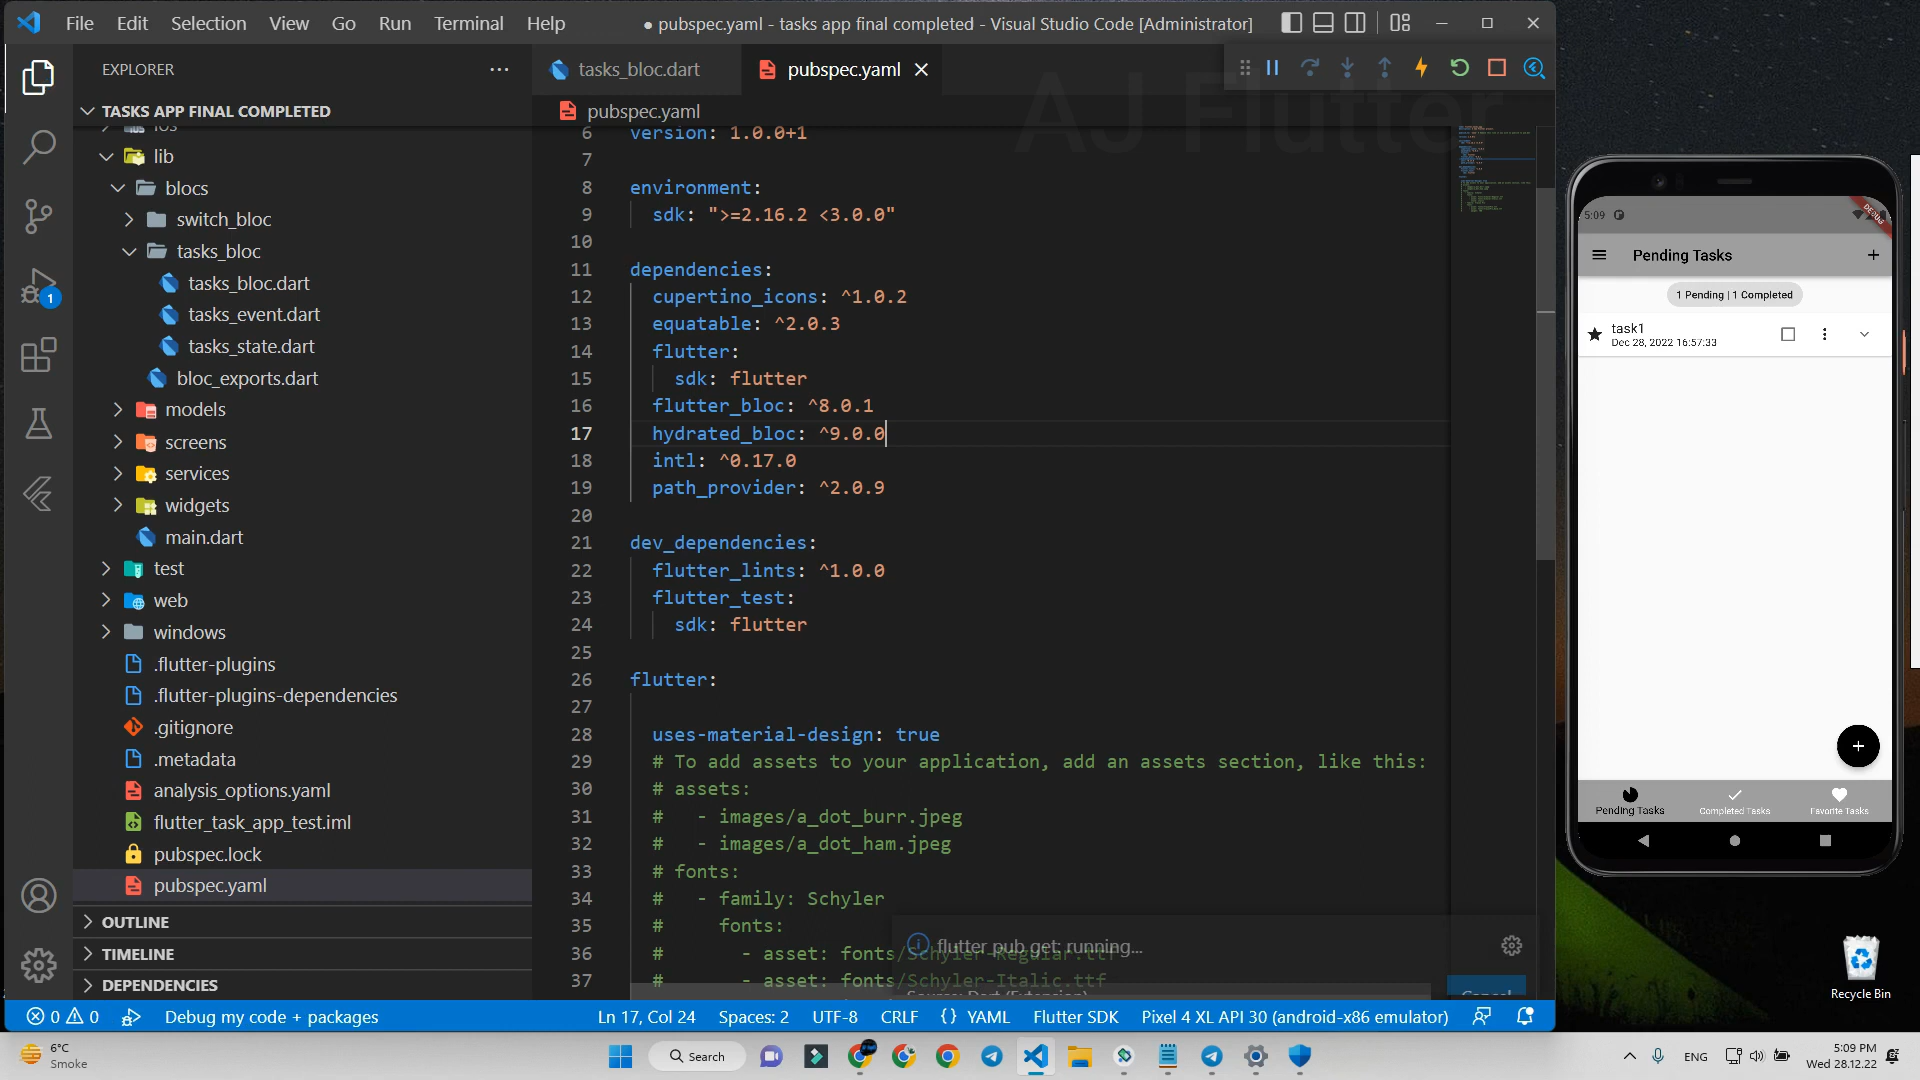 File Edit Selection View Go Run Terminal Help
● pubspec.yaml - tasks app final completed - Visual Studio Code [Administrator]
EXPLORER
tasks_bloc.dart
pubspec.yaml
AJ Flutter
TASKS APP FINAL COMPLETED
pubspec.yaml
ios
lib
blocs
switch_bloc
tasks_bloc
tasks_bloc.dart
tasks_event.dart
tasks_state.dart
bloc_exports.dart
models
screens
services
widgets
main.dart
test
web
windows
.flutter-plugins
.flutter-plugins-dependencies
.gitignore
.metadata
analysis_options.yaml
flutter_task_app_test.iml
pubspec.lock
pubspec.yaml
OUTLINE
TIMELINE
DEPENDENCIES
6 version: 1.0.0+1
7
8 environment:
9 sdk: ">=2.16.2 <3.0.0"
10
11 dependencies:
12 cupertino_icons: ^1.0.2
13 equatable: ^2.0.3
14 flutter:
15 sdk: flutter
16 flutter_bloc: ^8.0.1
17 hydrated_bloc: ^9.0.0
18 intl: ^0.17.0
19 path_provider: ^2.0.9
20
21 dev_dependencies:
22 flutter_lints: ^1.0.0
23 flutter_test:
24 sdk: flutter
25
26 flutter:
27
28 uses-material-design: true
29 # To add assets to your application, add an assets section, like this:
30 # assets:
31 # - images/a_dot_burr.jpeg
32 # - images/a_dot_ham.jpeg
33 # fonts:
34 # - family: Schyler
35 # fonts:
36 # - asset: fonts/Schyler-Regular.ttf
37 # - asset: fonts/Schyler-Italic.ttf
flutter pub get: running...
Source: Dart (Extension)
Cancel
1
0 0 Debug my code + packages
Ln 17, Col 24 Spaces: 2 UTF-8 CRLF {} YAML Flutter SDK Pixel 4 XL API 30 (android-x86 emulator)
5:09
DEBUG
Pending Tasks
1 Pending | 1 Completed
task1
Dec 28, 2022 16:57:33
Pending Tasks
Completed Tasks
Favorite Tasks
Recycle Bin
6°C
Smoke
Search
ENG
5:09 PM
Wed 28.12.22